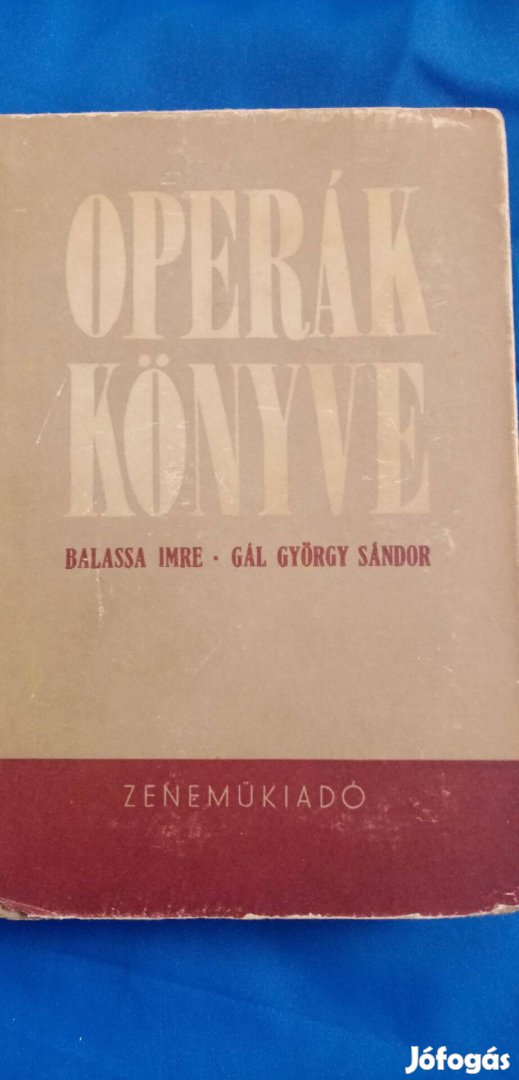 OPERÁK
KÖNYVE
BALASSA IMRE • GÁL GYÖRGY SÁNDOR
ZENEMŰKIADÓ
Jófogás